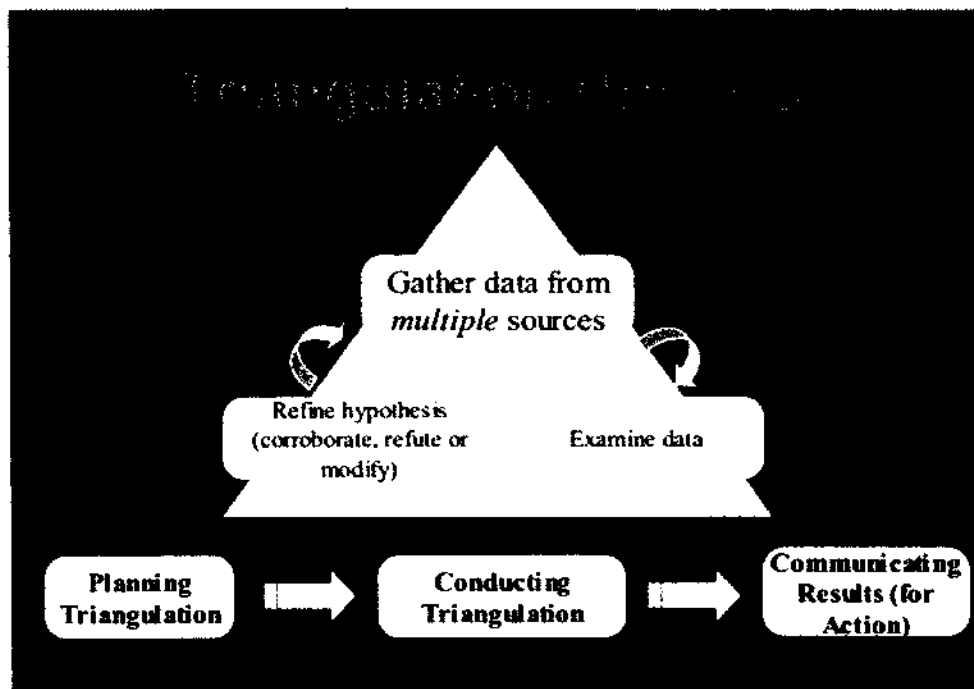 Triangulation
Gather data from
multiple sources
Refine hypothesis
(corroborate, refute or
modify)
Examine data
Planning
Triangulation
Conducting
Triangulation
Communicating
Results (for
Action)